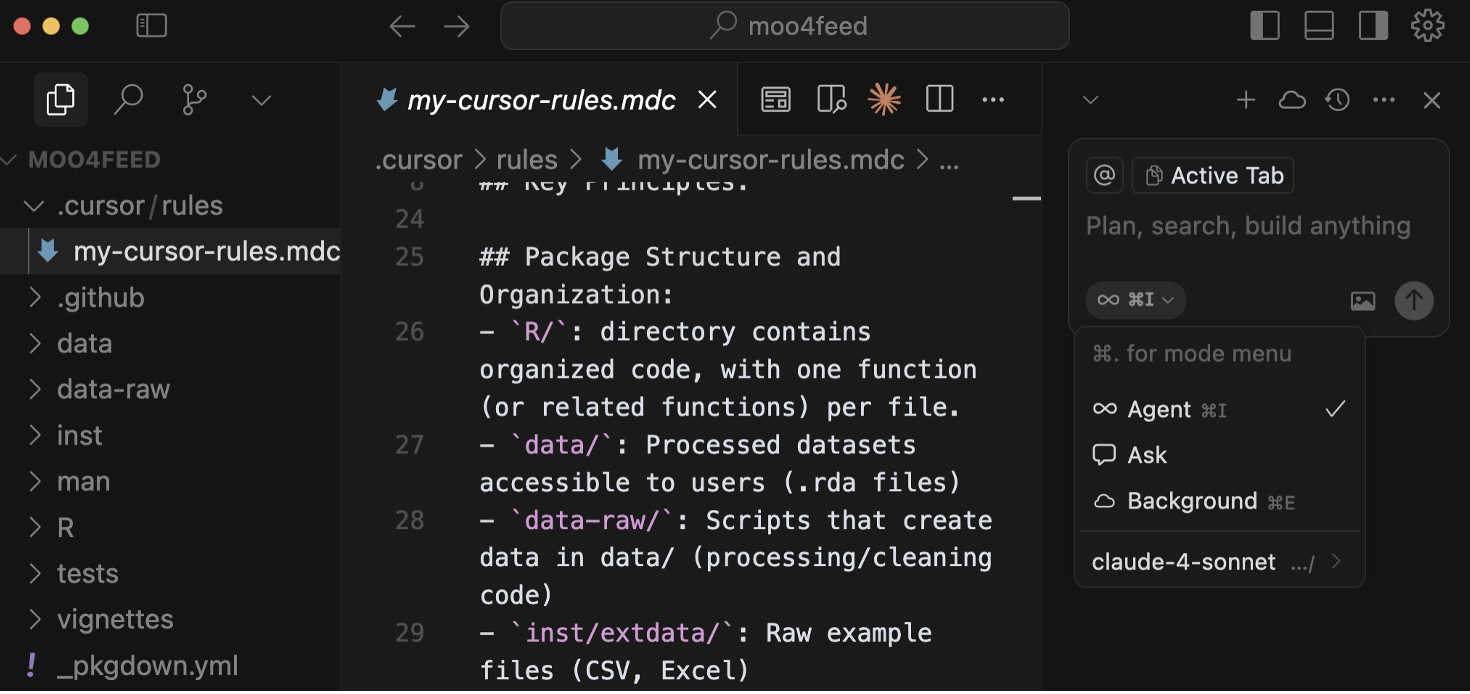 moo4feed
MOO4FEED
.cursor/rules
my-cursor-rules.mdc
.github
data
data-raw
inst
man
R
tests
vignettes
! _pkgdown.yml
my-cursor-rules.mdc
.cursor > rules > my-cursor-rules.mdc > ...
## Key Principles:
24
25 ## Package Structure and
Organization:
26 - `R/`: directory contains
organized code, with one function
(or related functions) per file.
27 - `data/`: Processed datasets
accessible to users (.rda files)
28 - `data-raw/`: Scripts that create
data in data/ (processing/cleaning
code)
29 - `inst/extdata/`: Raw example
files (CSV, Excel)
@ Active Tab
Plan, search, build anything
∞ ⌘I
⌘. for mode menu
∞ Agent ⌘I
Ask
Background ⌘E
claude-4-sonnet .../